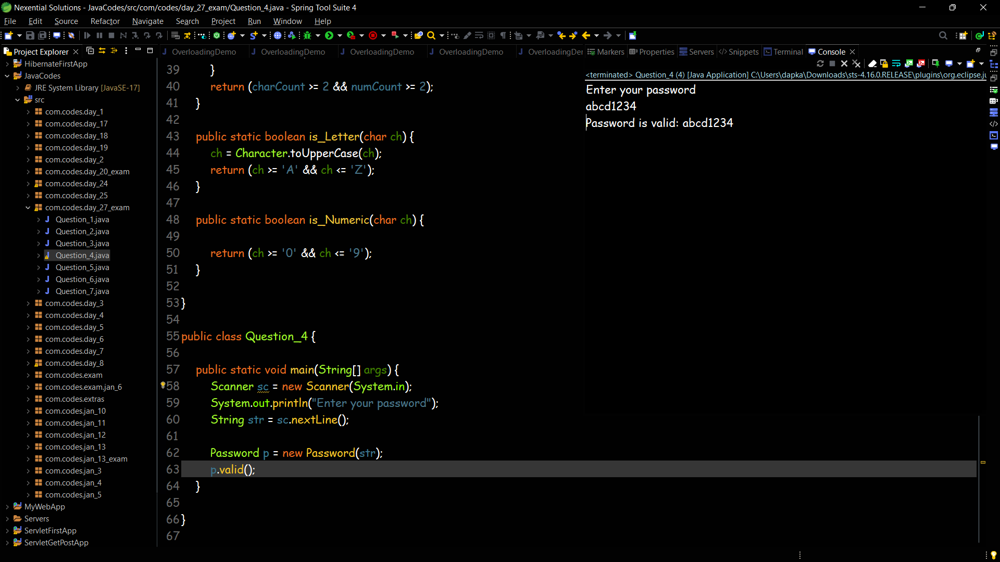 Nexential Solutions - JavaCodes/src/com/codes/day_27_exam/Question_4.java - Spring Tool Suite 4
File Edit Source Refactor Navigate Search Project Run Window Help
Project Explorer
HibernateFirstApp
JavaCodes
JRE System Library [JavaSE-17]
src
com.codes.day_1
com.codes.day_17
com.codes.day_18
com.codes.day_19
com.codes.day_2
com.codes.day_20_exam
com.codes.day_24
com.codes.day_25
com.codes.day_27_exam
Question_1.java
Question_2.java
Question_3.java
Question_4.java
Question_5.java
Question_6.java
Question_7.java
com.codes.day_3
com.codes.day_4
com.codes.day_5
com.codes.day_6
com.codes.day_7
com.codes.day_8
com.codes.exam
com.codes.exam.jan_6
com.codes.extras
com.codes.jan_10
com.codes.jan_11
com.codes.jan_12
com.codes.jan_13
com.codes.jan_13_exam
com.codes.jan_3
com.codes.jan_4
com.codes.jan_5
MyWebApp
Servers
ServletFirstApp
ServletGetPostApp
OverloadingDemo OverloadingDemo OverloadingDemo OverloadingDemo OverloadingDer
39 }
40 return (charCount >= 2 && numCount >= 2);
41 }
42
43 public static boolean is_Letter(char ch) {
44 ch = Character.toUpperCase(ch);
45 return (ch >= 'A' && ch <= 'Z');
46 }
47
48 public static boolean is_Numeric(char ch) {
49
50 return (ch >= '0' && ch <= '9');
51 }
52
53 }
54
55 public class Question_4 {
56
57 public static void main(String[] args) {
58 Scanner sc = new Scanner(System.in);
59 System.out.println("Enter your password");
60 String str = sc.nextLine();
61
62 Password p = new Password(str);
63 p.valid();
64 }
65
66 }
67
Markers Properties Servers Snippets Terminal Console
<terminated> Question_4 (4) [Java Application] C:\Users\dapka\Downloads\sts-4.16.0.RELEASE\plugins\org.eclipse.ju
Enter your password
abcd1234
Password is valid: abcd1234